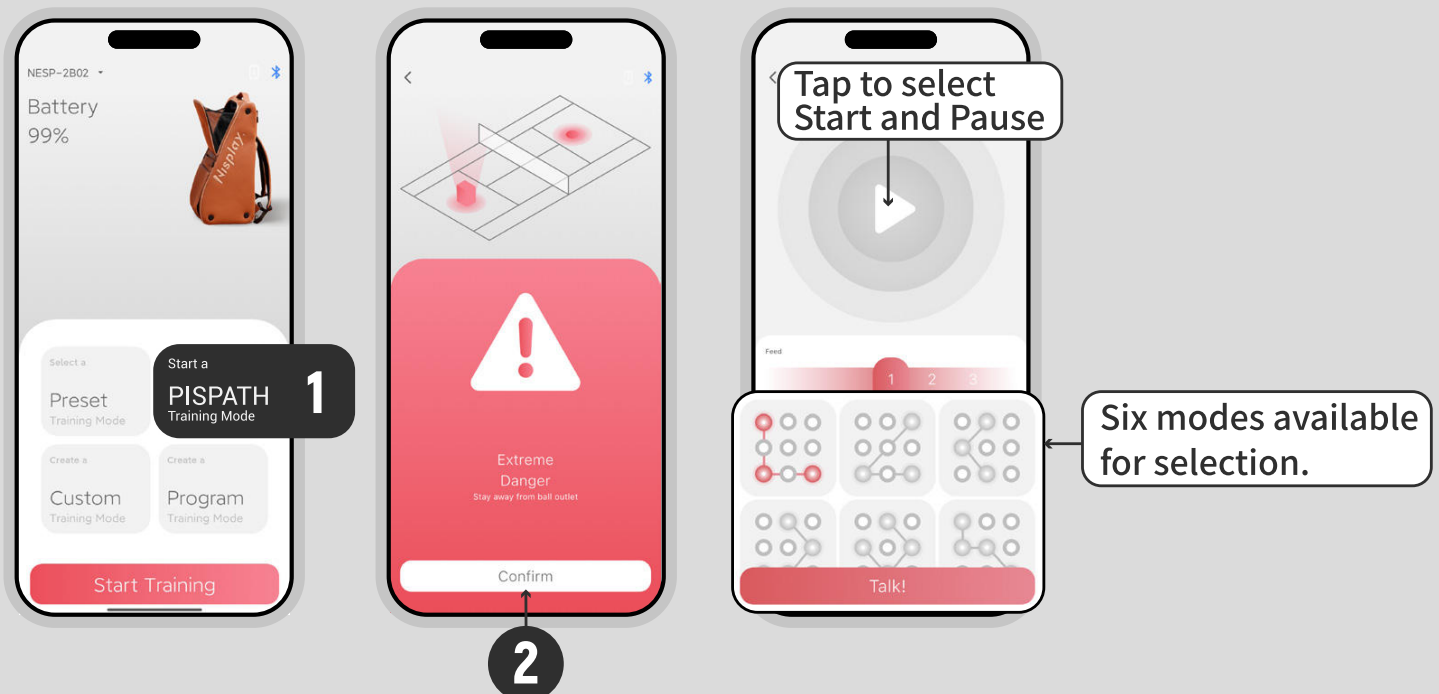 NESP-2B02
Battery
99%
Nisplay
Select a
Preset
Training Mode
Start a
PISPATH
Training Mode
1
Create a
Custom
Training Mode
Create a
Program
Training Mode
Start Training
Extreme
Danger
Stay away from ball outlet
Confirm
2
Tap to select
Start and Pause
Feed
1 2 3
Talk!
Six modes available
for selection.